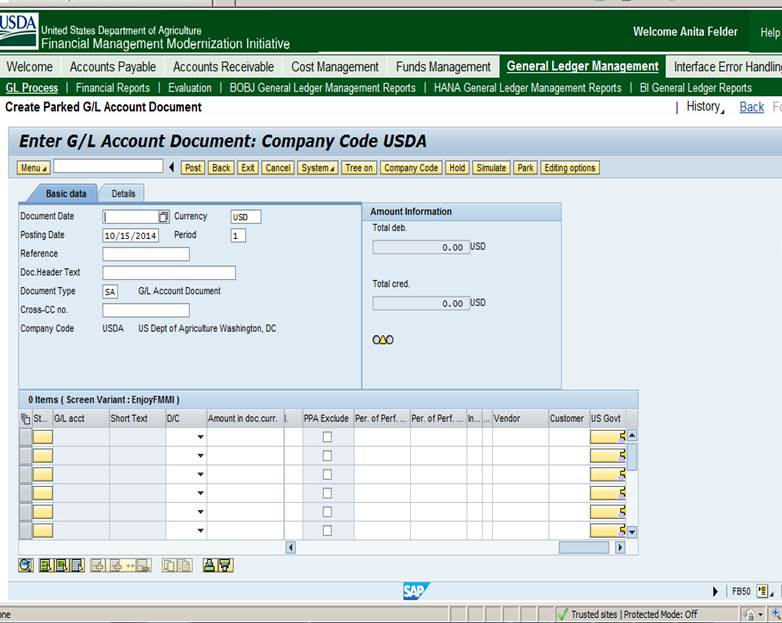 USDA
United States Department of Agriculture
Financial Management Modernization Initiative
Welcome Anita Felder Help
Welcome Accounts Payable Accounts Receivable Cost Management Funds Management General Ledger Management Interface Error Handling
GL Process | Financial Reports | Evaluation | BOBJ General Ledger Management Reports | HANA General Ledger Management Reports | BI General Ledger Reports
Create Parked G/L Account Document | History Back Fo
Enter G/L Account Document: Company Code USDA
Menu Post Back Exit Cancel System Tree on Company Code Hold Simulate Park Editing options
Basic data Details
Document Date Currency USD
Posting Date 10/15/2014 Period 1
Reference
Doc.Header Text
Document Type SA G/L Account Document
Cross-CC no.
Company Code USDA US Dept of Agriculture Washington, DC
Amount Information
Total deb.
0.00 USD
Total cred.
0.00 USD
0 Items ( Screen Variant : EnjoyFMMI )
St... G/L acct Short Text D/C Amount in doc.curr. I. PPA Exclude Per. of Perf. ... Per. of Perf. ... In... ... Vendor Customer US Govt
SAP FB50
one Trusted sites | Protected Mode: Off